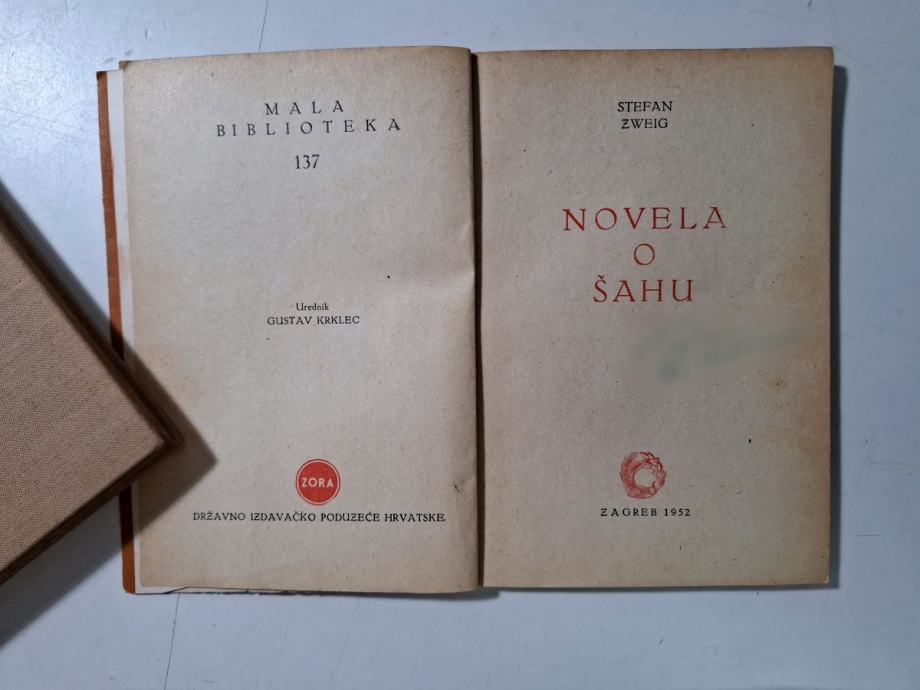 MALA
BIBLIOTEKA
137
Urednik
GUSTAV KRKLEC
ZORA
DRŽAVNO IZDAVAČKO PODUZEĆE HRVATSKE
STEFAN
ZWEIG
NOVELA
O
ŠAHU
ZAGREB 1952